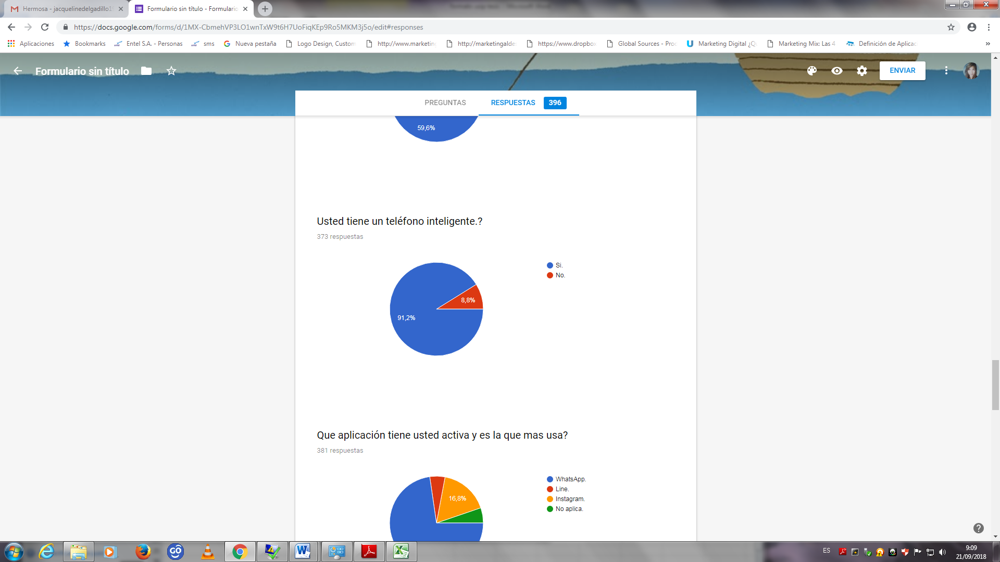 Hermosa - jacquelinedelgadillo1
Formulario sin título - Formulario
https://docs.google.com/forms/d/1MX-CbmehVP3LO1wnTxW9t6H7UoFiqKEp9Ro5MKM3j5o/edit#responses
Aplicaciones
Bookmarks
Entel S.A. - Personas
sms
Nueva pestaña
Logo Design, Custom
http://www.marketin
http://marketingalde
https://www.dropbox
Global Sources - Pro
Marketing Digital ¿Q
Marketing Mix: Las 4
Definición de Aplicac
»
Formulario sin título
ENVIAR
PREGUNTAS
RESPUESTAS
396
59,6%
Usted tiene un teléfono inteligente.?
373 respuestas
Si.
No.
8,8%
91,2%
Que aplicación tiene usted activa y es la que mas usa?
381 respuestas
WhatsApp.
Line.
Instagram.
No aplica.
16,8%
GO
ES
9:09
21/09/2018